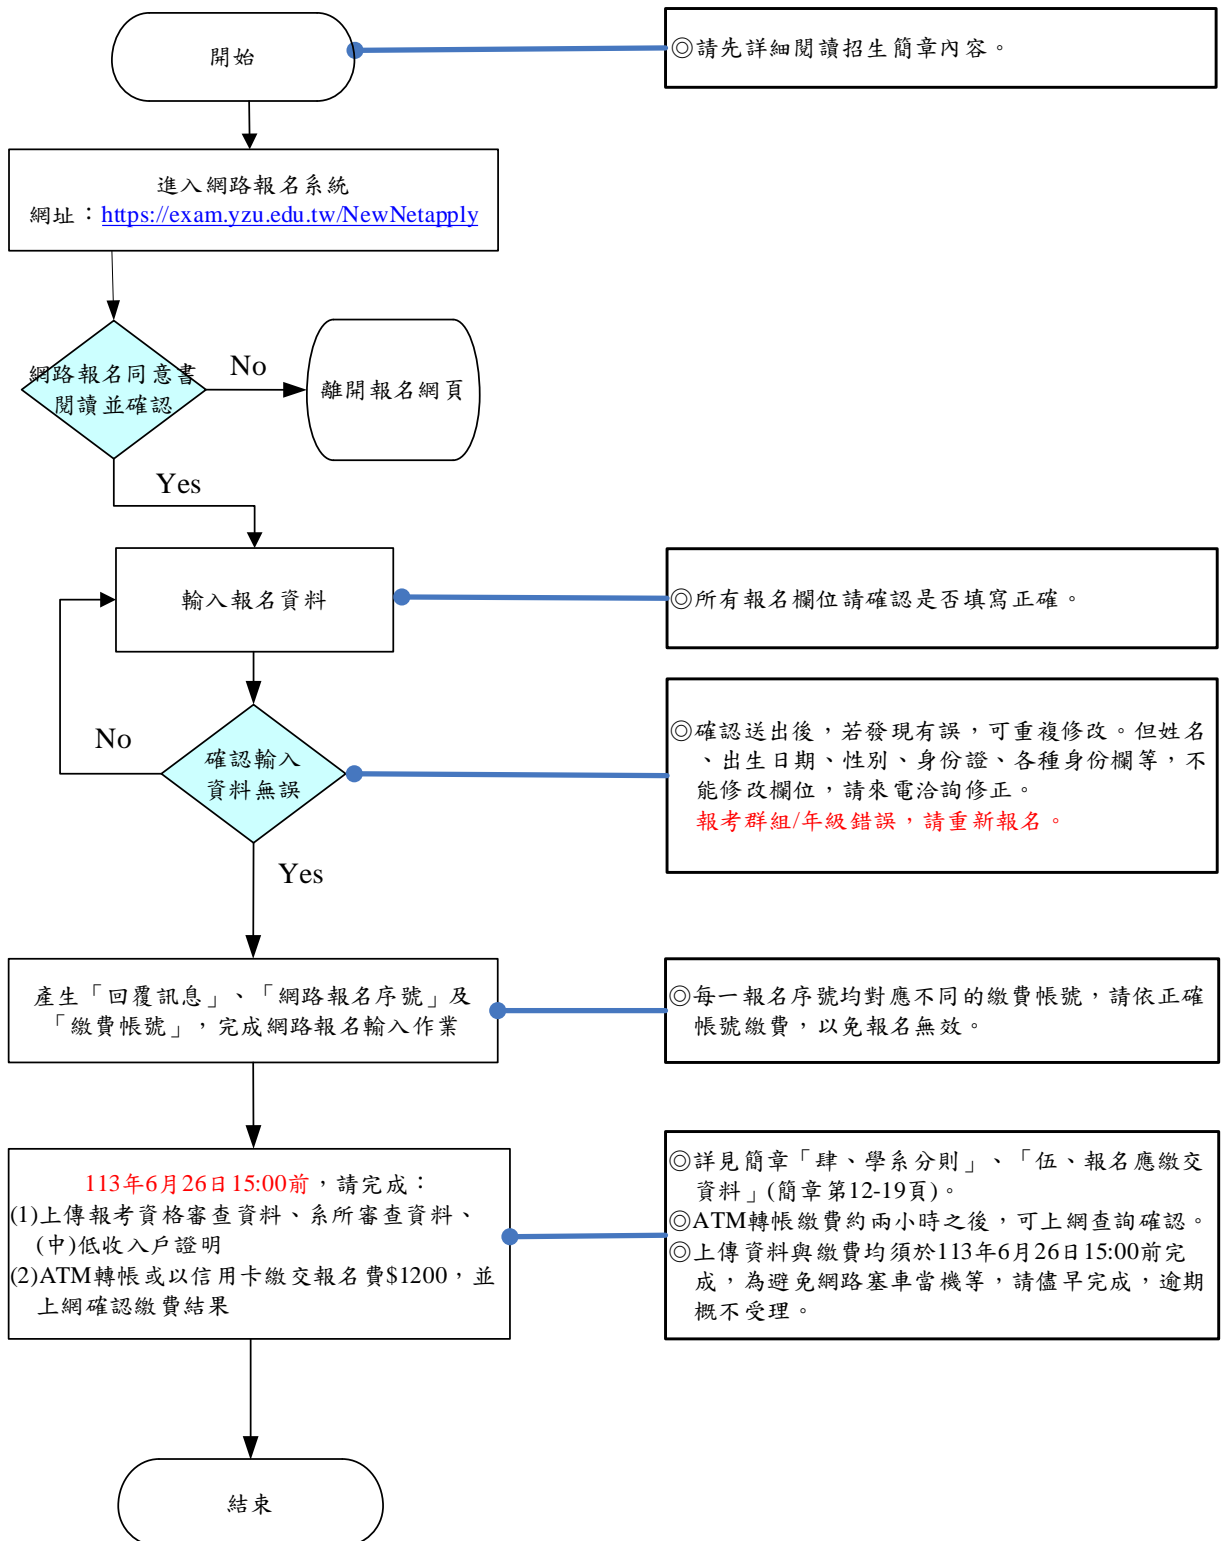 開始
◎請先詳細閱讀招生簡章內容。
進入網路報名系統
網址：https://exam.yzu.edu.tw/NewNetapply
網路報名同意書
閱讀並確認
No
離開報名網頁
Yes
輸入報名資料
◎所有報名欄位請確認是否填寫正確。
確認輸入
資料無誤
No
◎確認送出後，若發現有誤，可重複修改。但姓名
、出生日期、性別、身份證、各種身份欄等，不
能修改欄位，請來電洽詢修正。
報考群組/年級錯誤，請重新報名。
Yes
產生「回覆訊息」、「網路報名序號」及
「繳費帳號」，完成網路報名輸入作業
◎每一報名序號均對應不同的繳費帳號，請依正確
帳號繳費，以免報名無效。
113年6月26日15:00前，請完成：
(1)上傳報考資格審查資料、系所審查資料、
(中)低收入戶證明
(2)ATM轉帳或以信用卡繳交報名費$1200，並
上網確認繳費結果
◎詳見簡章「肆、學系分則」、「伍、報名應繳交
資料」(簡章第12-19頁)。
◎ATM轉帳繳費約兩小時之後，可上網查詢確認。
◎上傳資料與繳費均須於113年6月26日15:00前完
成，為避免網路塞車當機等，請儘早完成，逾期
概不受理。
結束